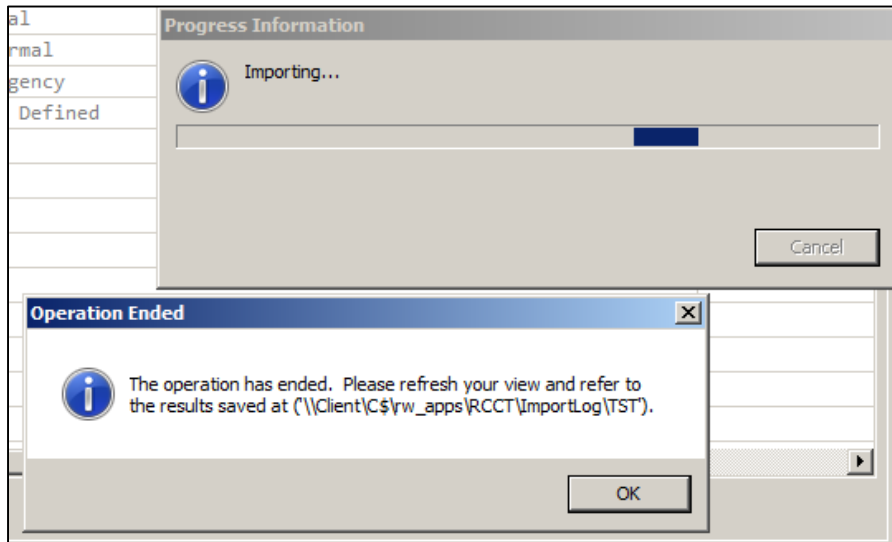 al
Progress Information
rmal
Importing...
gency
Defined
Cancel
Operation Ended
The operation has ended.  Please refresh your view and refer to
the results saved at ('\\Client\C$\rw_apps\RCCT\ImportLog\TST').
OK